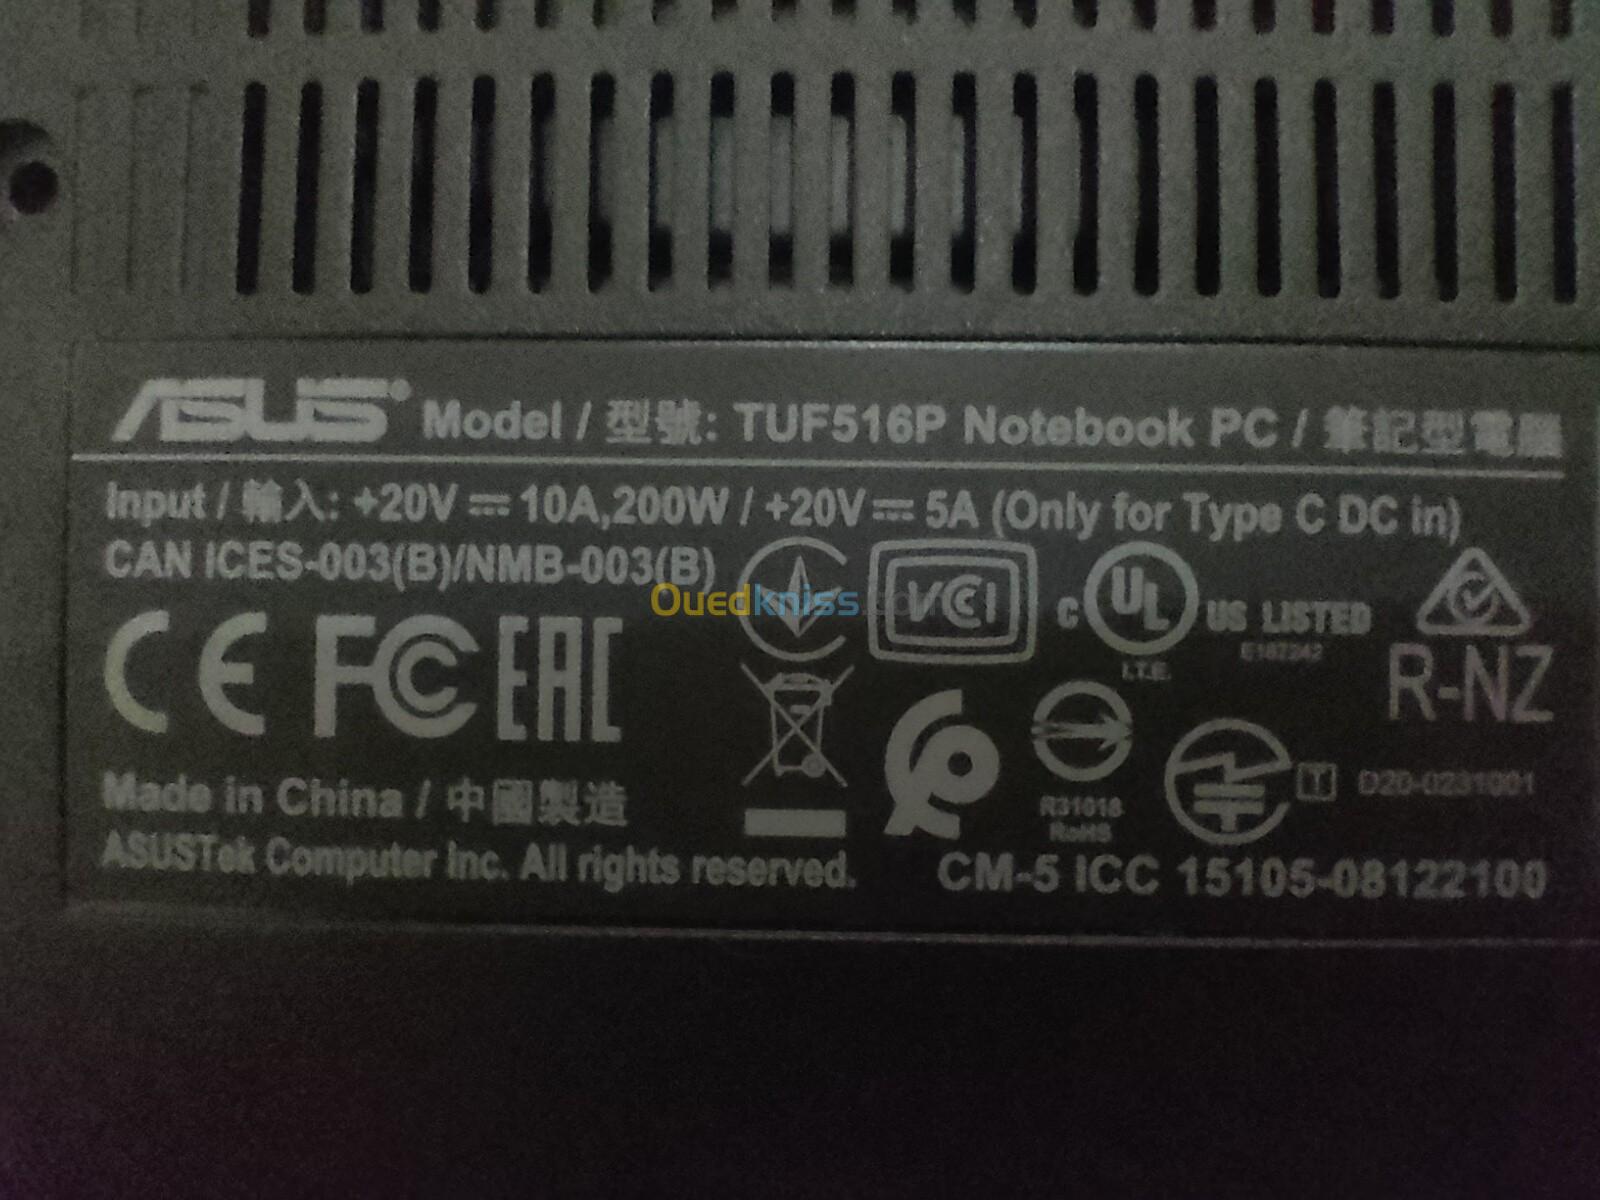 ASUS Model / 型號: TUF516P Notebook PC / 筆記型電腦
Input / 輸入: +20V ⎓ 10A,200W / +20V ⎓ 5A (Only for Type C DC in)
CAN ICES-003(B)/NMB-003(B)
Ouedkniss.com
VCCI
C UL US LISTED
I.T.E.
E187242
CE FC EAC
R-NZ
R31018
RoHS
T D20-0231001
Made in China / 中國製造
ASUSTek Computer Inc. All rights reserved.
CM-5 ICC 15105-08122100